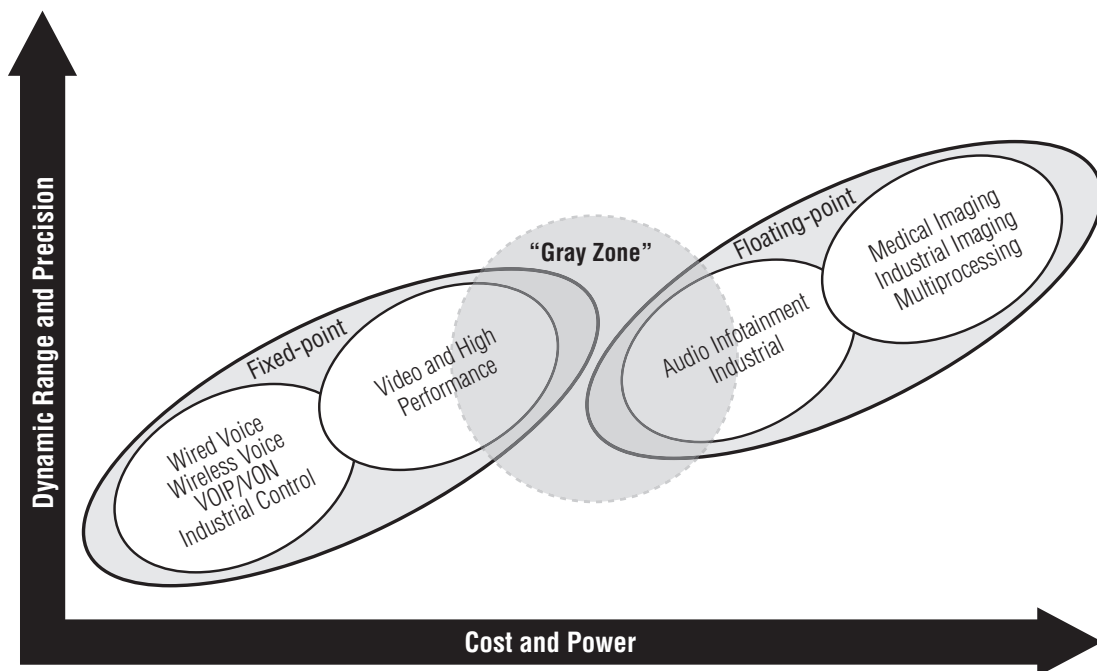 Dynamic Range and Precision
"Gray Zone"
Fixed-point
Video and High
Performance
Wired Voice
Wireless Voice
VOIP/VON
Industrial Control
Floating-point
Medical Imaging
Industrial Imaging
Multiprocessing
Audio Infotainment
Industrial
Cost and Power